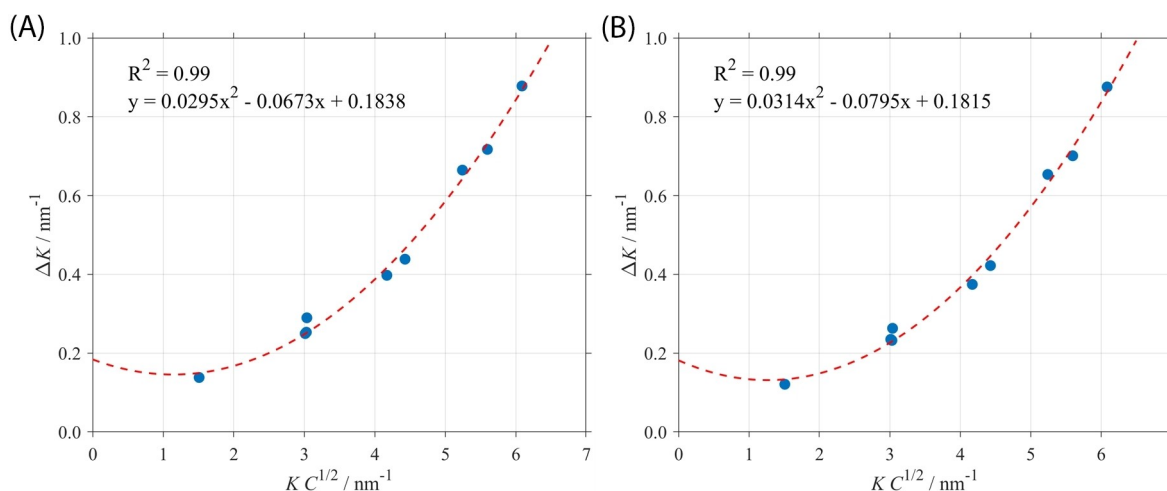 (A)
R² = 0.99
y = 0.0295x² - 0.0673x + 0.1838
1.0
0.8
0.6
0.4
0.2
0.0
ΔK / nm⁻¹
0 1 2 3 4 5 6 7
K C^{1/2} / nm⁻¹
(B)
R² = 0.99
y = 0.0314x² - 0.0795x + 0.1815
1.0
0.8
0.6
0.4
0.2
0.0
ΔK / nm⁻¹
0 1 2 3 4 5 6
K C^{1/2} / nm⁻¹